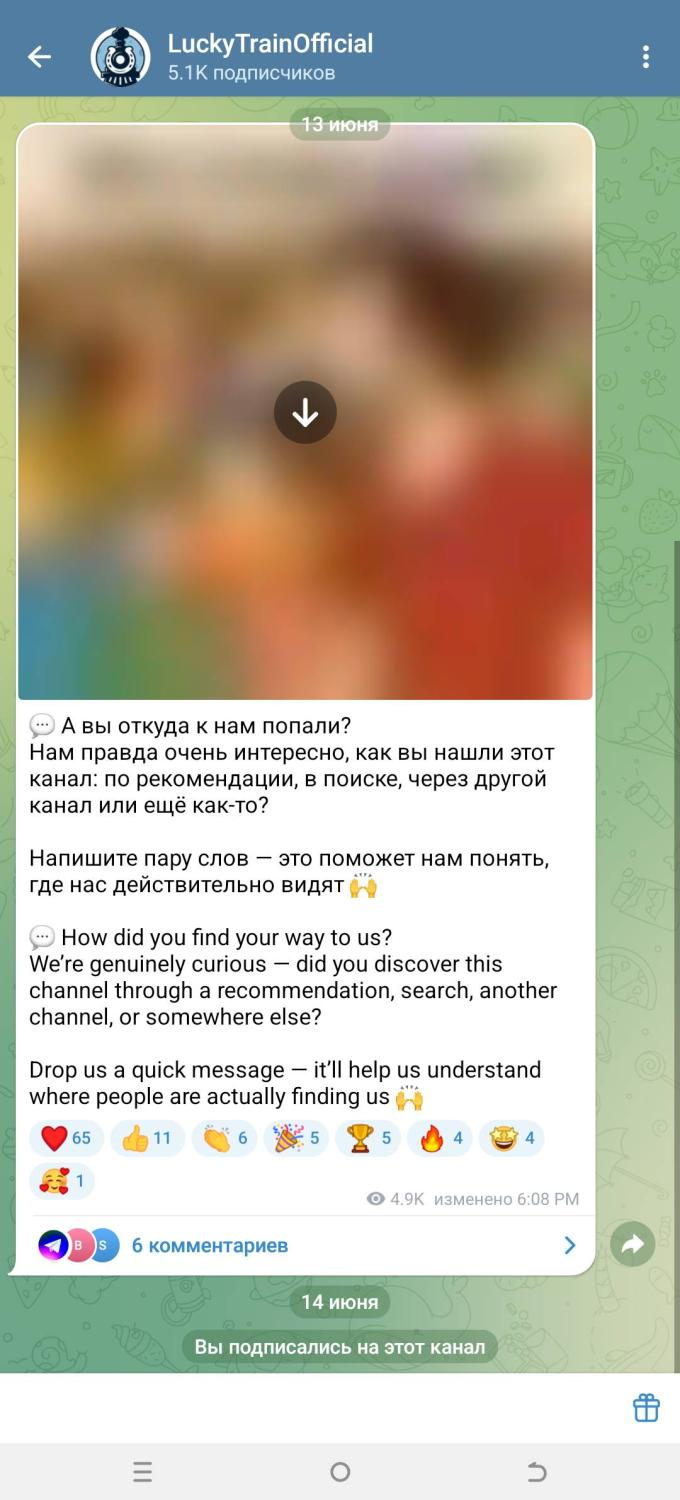 LuckyTrainOfficial
5.1K подписчиков
13 июня
💬 А вы откуда к нам попали?
Нам правда очень интересно, как вы нашли этот
канал: по рекомендации, в поиске, через другой
канал или ещё как-то?
Напишите пару слов — это поможет нам понять,
где нас действительно видят 🙌
💬 How did you find your way to us?
We’re genuinely curious — did you discover this
channel through a recommendation, search, another
channel, or somewhere else?
Drop us a quick message — it’ll help us understand
where people are actually finding us 🙌
❤️ 65 👍 11 👏 6 🎉 5 🏆 5 🔥 4 🤩 4
🥰 1
4.9K изменено 6:08 PM
B S 6 комментариев
14 июня
Вы подписались на этот канал